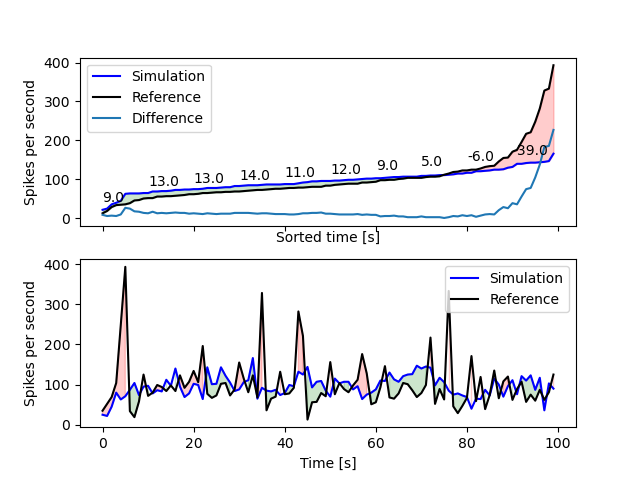 400
300
200
100
0
Spikes per second
Simulation
Reference
Difference
9.0
13.0
13.0
14.0
11.0
12.0
9.0
5.0
-6.0
-39.0
Sorted time [s]
400
300
200
100
0
Spikes per second
Simulation
Reference
0 20 40 60 80 100
Time [s]